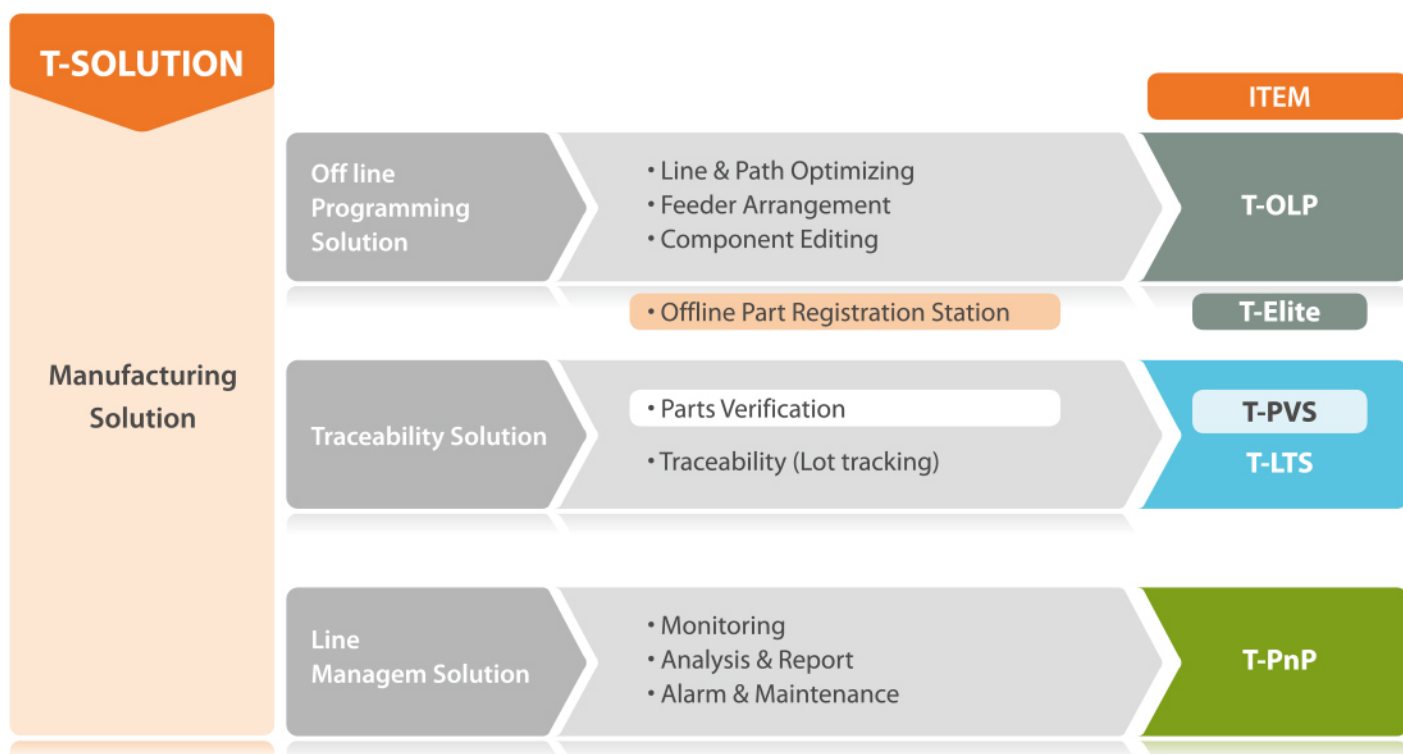 T-SOLUTION
Manufacturing
Solution
ITEM
Off line
Programming
Solution
• Line & Path Optimizing
• Feeder Arrangement
• Component Editing
T-OLP
• Offline Part Registration Station
T-Elite
Traceability Solution
• Parts Verification
• Traceability (Lot tracking)
T-PVS
T-LTS
Line
Managem Solution
• Monitoring
• Analysis & Report
• Alarm & Maintenance
T-PnP